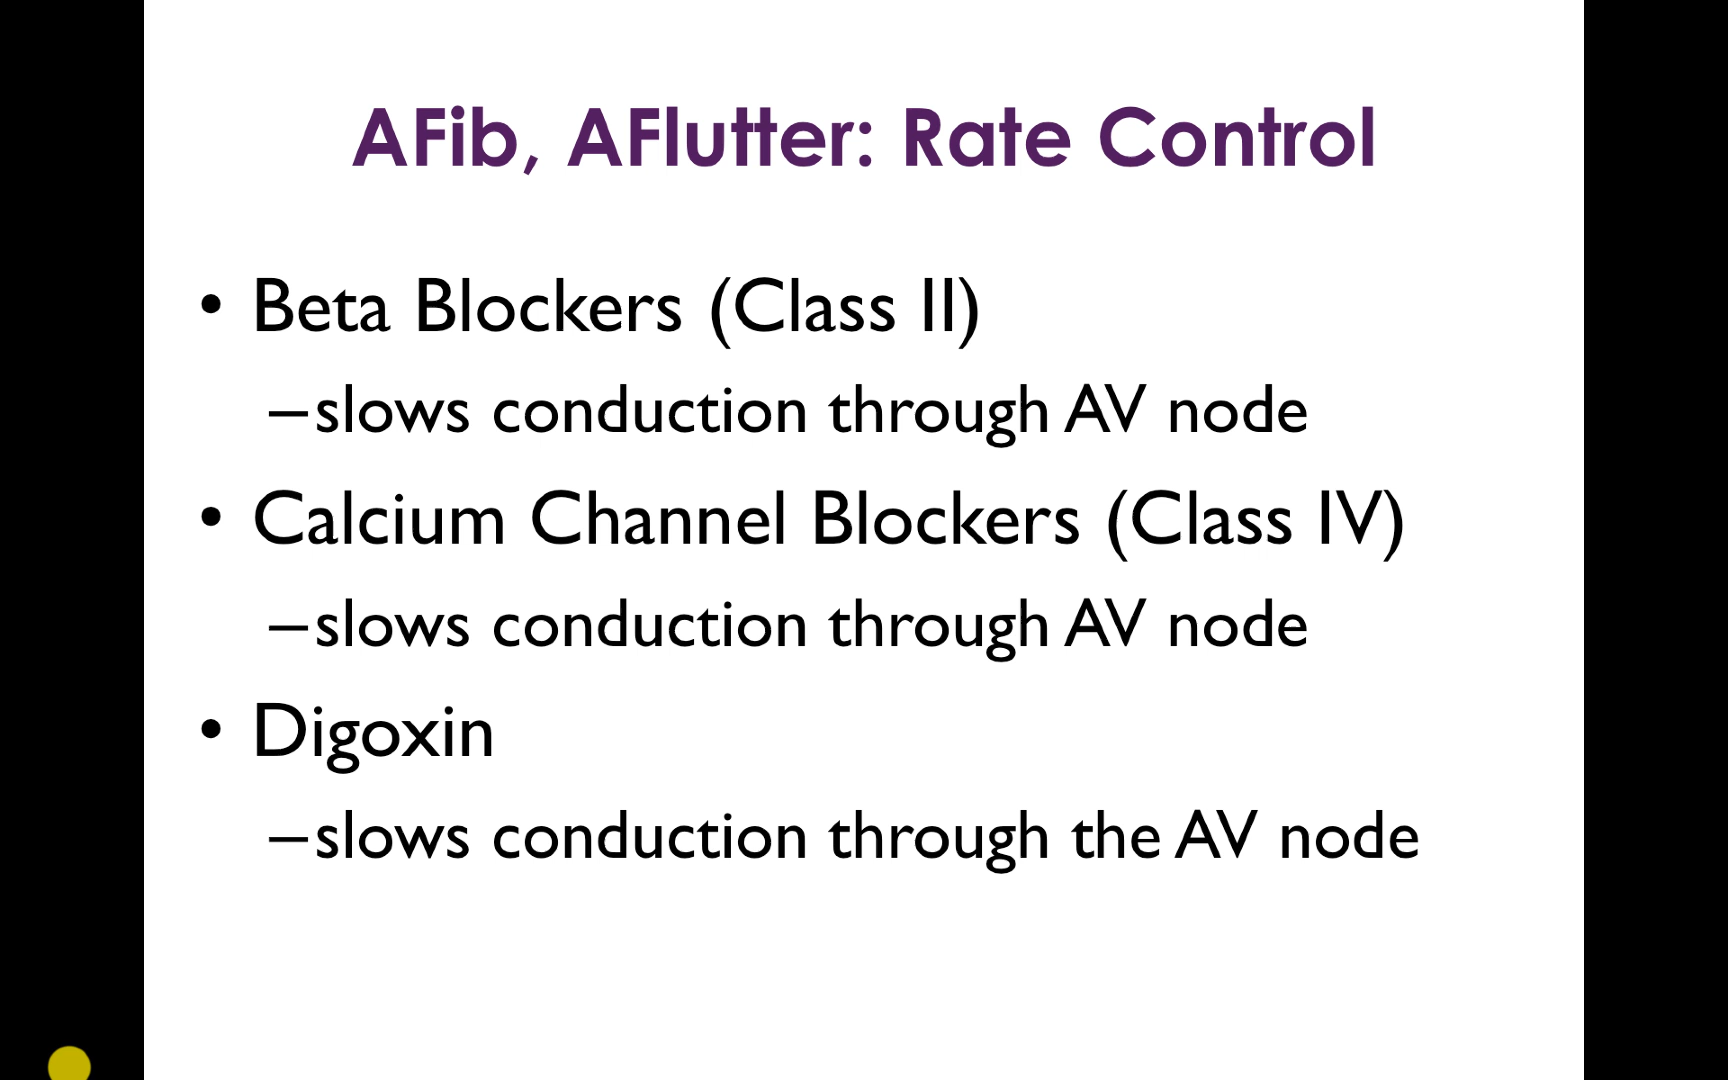 AFib, AFlutter: Rate Control
• Beta Blockers (Class II)
–slows conduction through AV node
• Calcium Channel Blockers (Class IV)
–slows conduction through AV node
• Digoxin
–slows conduction through the AV node